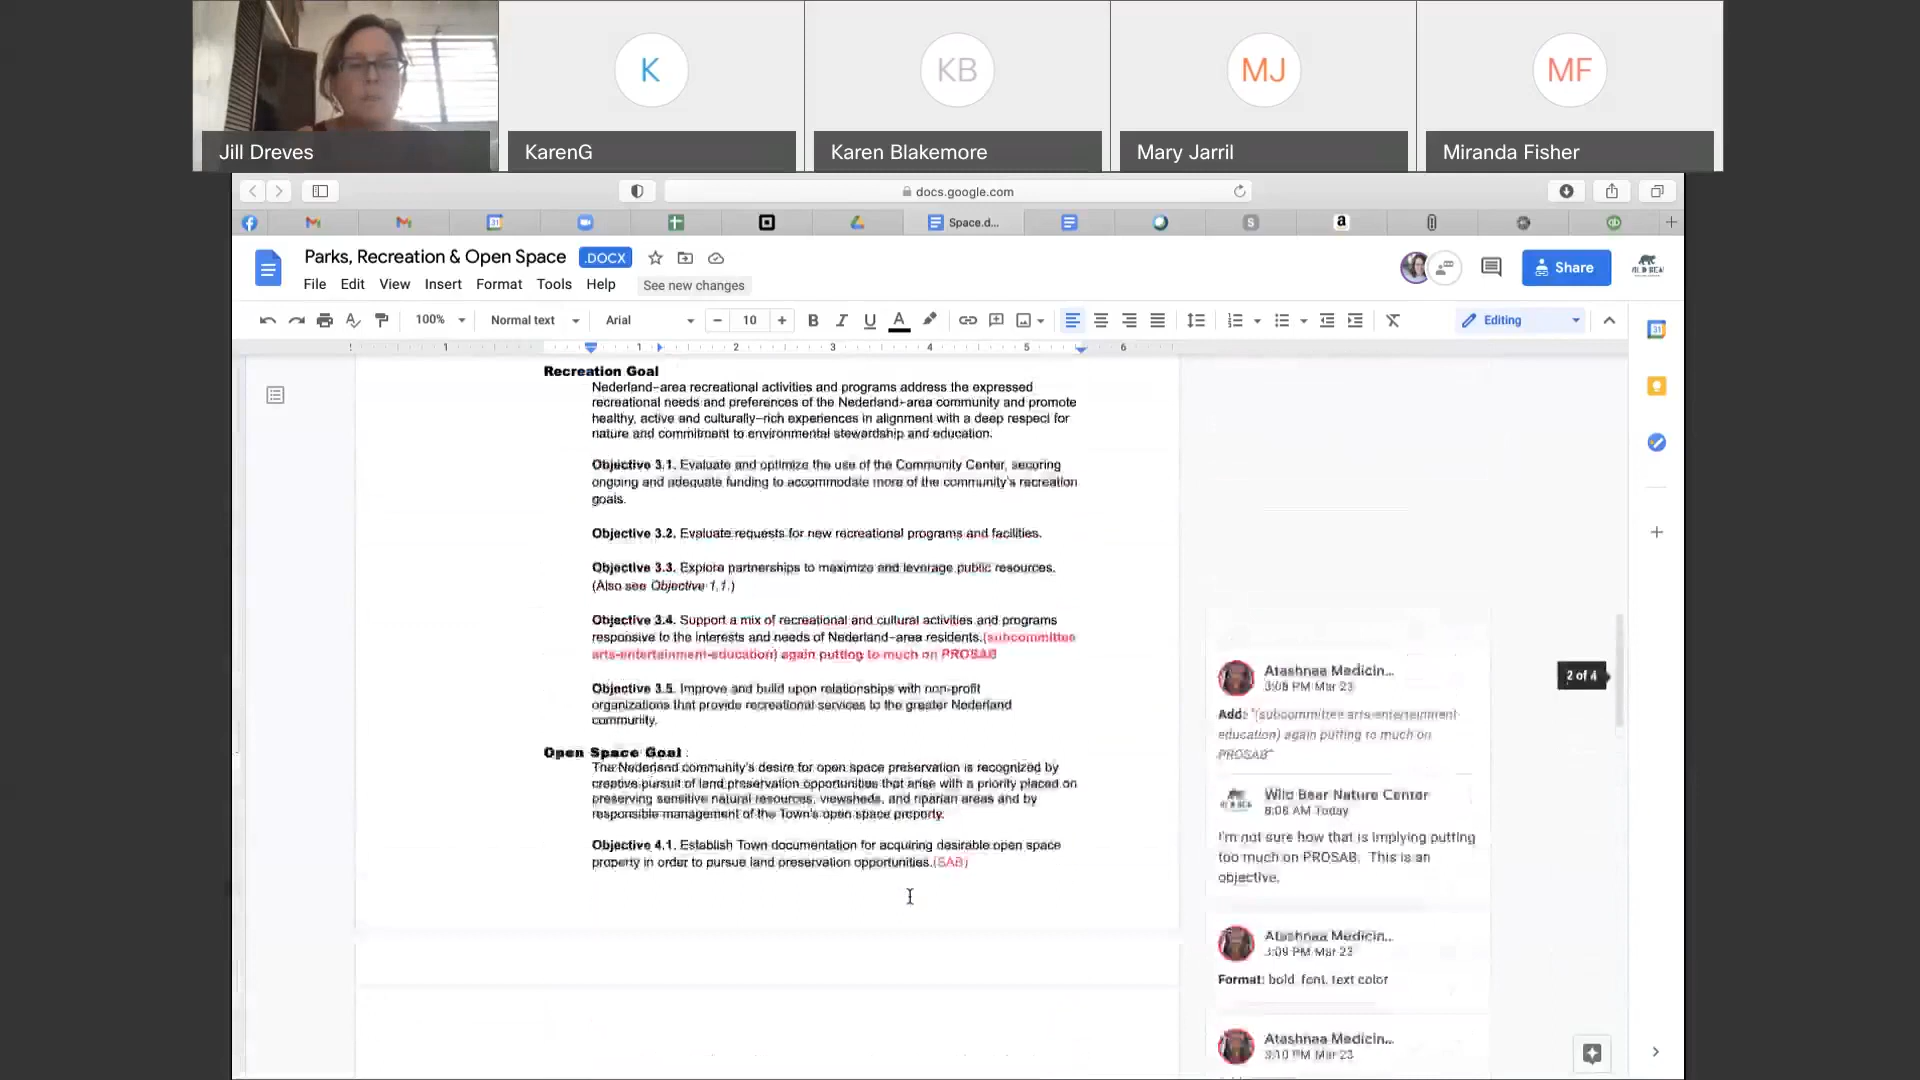 K
KB
MJ
MF
Jill Dreves
KarenG
Karen Blakemore
Mary Jarril
Miranda Fisher
docs.google.com
Space.d...
S
a
Parks, Recreation & Open Space
.DOCX
Share
File Edit View Insert Format Tools Help
See new changes
100%
Normal text
Arial
10
B I U A
Editing
1 1 2 3 4 5 6
31
Recreation Goal
Nederland-area recreational activities and programs address the expressed
recreational needs and preferences of the Nederland-area community and promote
healthy, active and culturally-rich experiences in alignment with a deep respect for
nature and commitment to environmental stewardship and education.
Objective 3.1. Evaluate and optimize the use of the Community Center, securing
ongoing and adequate funding to accommodate more of the community's recreation
goals.
Objective 3.2. Evaluate requests for new recreational programs and facilities.
Objective 3.3. Explore partnerships to maximize and leverage public resources.
(Also see Objective 1.1.)
Objective 3.4. Support a mix of recreational and cultural activities and programs
responsive to the interests and needs of Nederland-area residents.(subcommittee
arts-entertainment-education) again putting to much on PROSAB
Objective 3.5. Improve and build upon relationships with non-profit
organizations that provide recreational services to the greater Nederland
community.
Open Space Goal
The Nederland community's desire for open space preservation is recognized by
creative pursuit of land preservation opportunities that arise with a priority placed on
preserving sensitive natural resources, viewsheds, and riparian areas and by
responsible management of the Town's open space property.
Objective 4.1. Establish Town documentation for acquiring desirable open space
property in order to pursue land preservation opportunities.(SAB)
2 of 4
Atashnaa Medicin...
3:08 PM Mar 23
Add: "(subcommittee arts-entertainment
education) again putting to much on
PROSAB"
Wild Bear Nature Center
8:06 AM Today
I'm not sure how that is implying putting
too much on PROSAB. This is an
objective.
Atashnaa Medicin...
3:09 PM Mar 23
Format: bold, font, text color
Atashnaa Medicin...
3:10 PM Mar 23